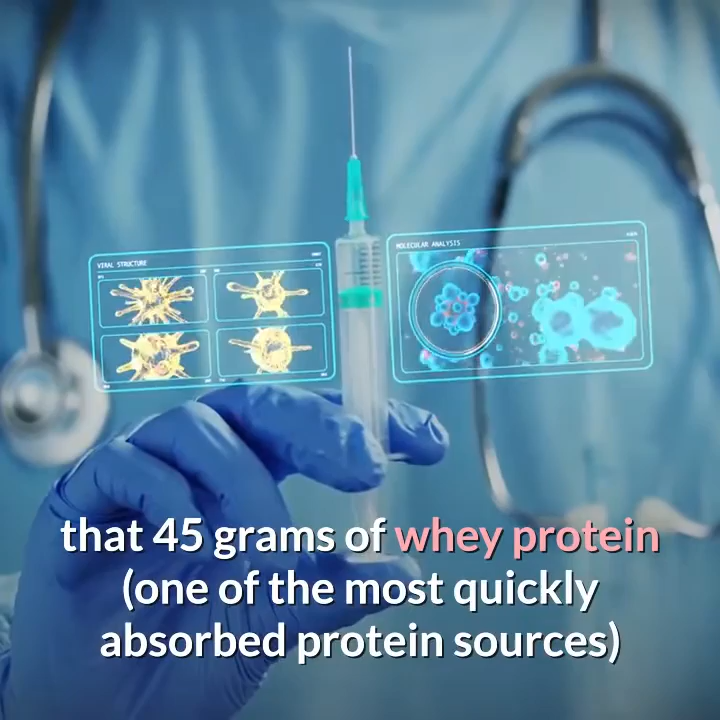 VIRAL STRUCTURE
MOLECULAR ANALYSIS
that 45 grams of whey protein
(one of the most quickly
absorbed protein sources)